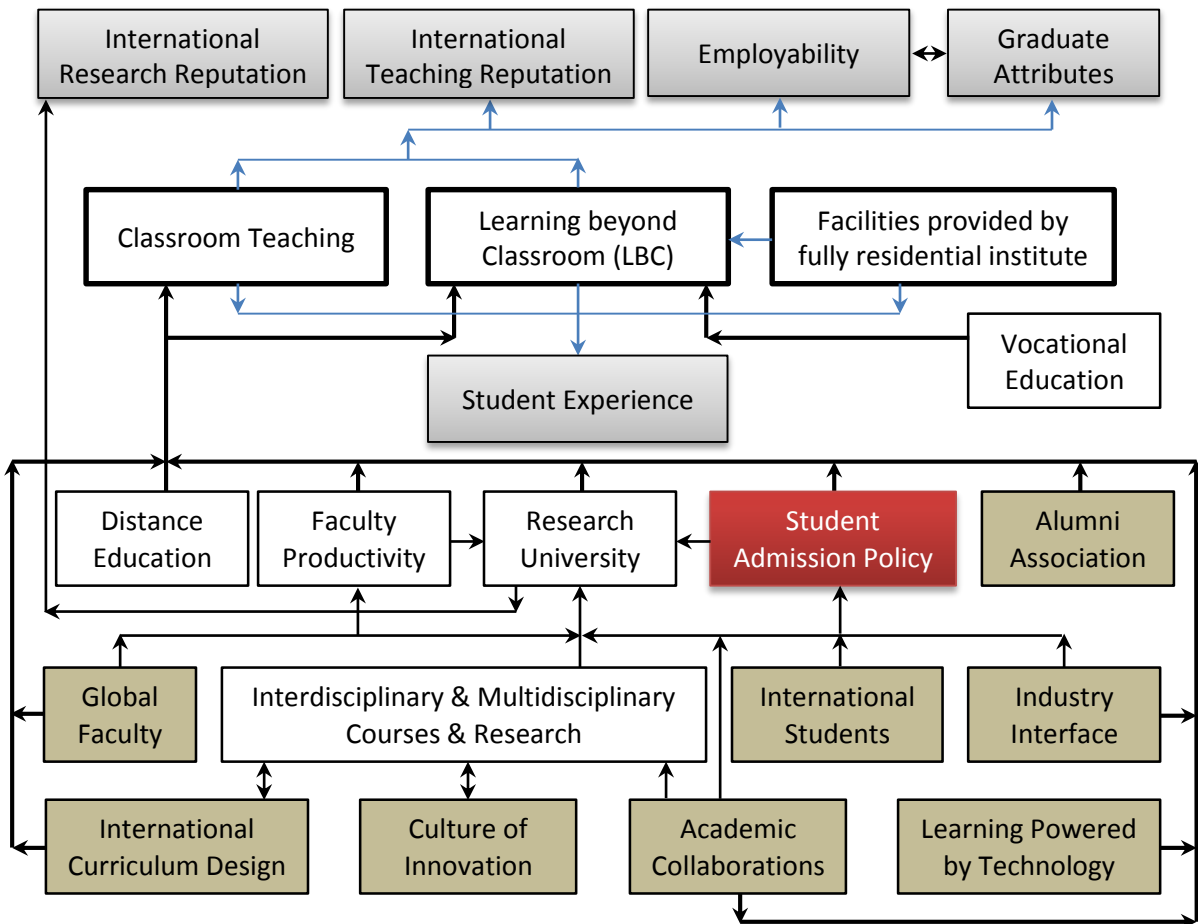 International
Research Reputation
International
Teaching Reputation
Employability
Graduate
Attributes
Classroom Teaching
Learning beyond
Classroom (LBC)
Facilities provided by
fully residential institute
Vocational
Education
Student Experience
Distance
Education
Faculty
Productivity
Research
University
Student
Admission Policy
Alumni
Association
Global
Faculty
Interdisciplinary & Multidisciplinary
Courses & Research
International
Students
Industry
Interface
International
Curriculum Design
Culture of
Innovation
Academic
Collaborations
Learning Powered
by Technology